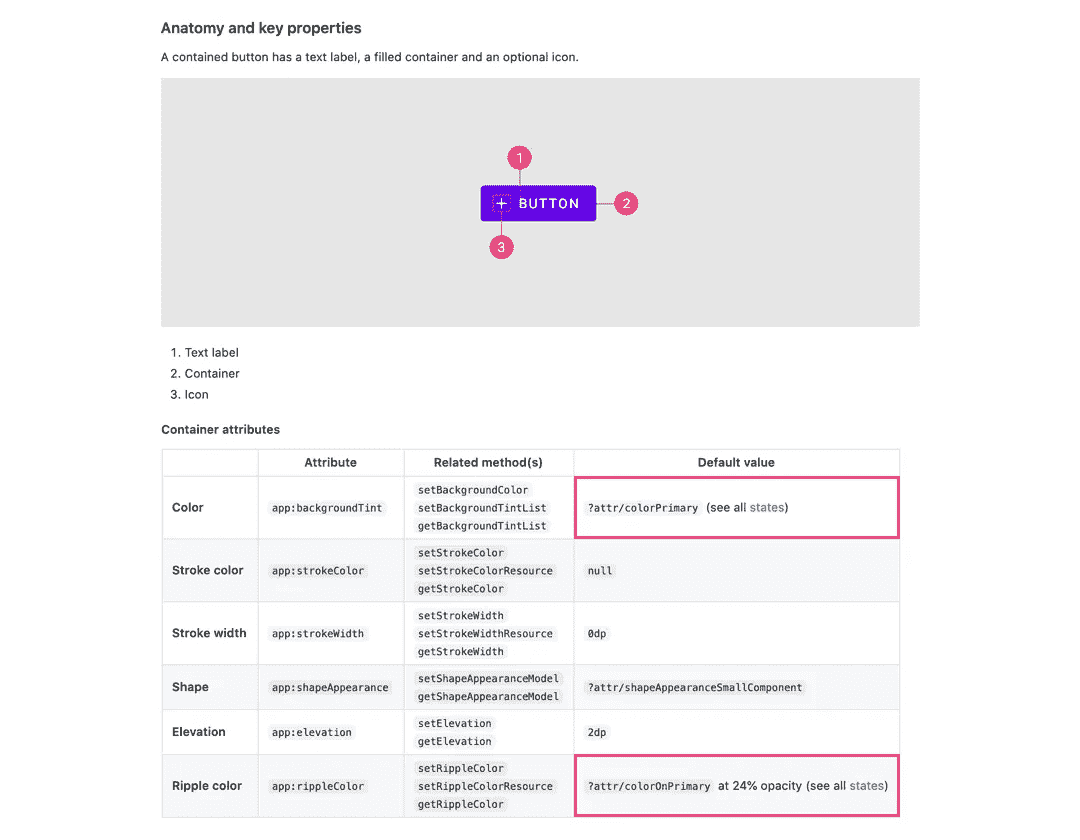 Anatomy and key properties
A contained button has a text label, a filled container and an optional icon.
1
BUTTON
2
3
1. Text label
2. Container
3. Icon
Container attributes
Attribute Related method(s) Default value
Color app:backgroundTint setBackgroundColor setBackgroundTintList getBackgroundTintList ?attr/colorPrimary (see all states)
Stroke color app:strokeColor setStrokeColor setStrokeColorResource getStrokeColor null
Stroke width app:strokeWidth setStrokeWidth setStrokeWidthResource getStrokeWidth 0dp
Shape app:shapeAppearance setShapeAppearanceModel getShapeAppearanceModel ?attr/shapeAppearanceSmallComponent
Elevation app:elevation setElevation getElevation 2dp
Ripple color app:rippleColor setRippleColor setRippleColorResource getRippleColor ?attr/colorOnPrimary at 24% opacity (see all states)